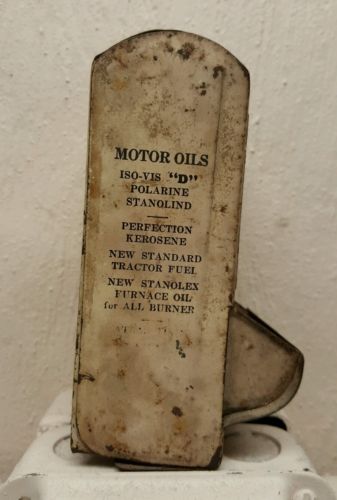 MOTOR OILS
ISO-VIS "D"
POLARINE
STANOLIND
PERFECTION
KEROSENE
NEW STANDARD
TRACTOR FUEL
NEW STANOLEX
FURNACE OIL
for ALL BURNER